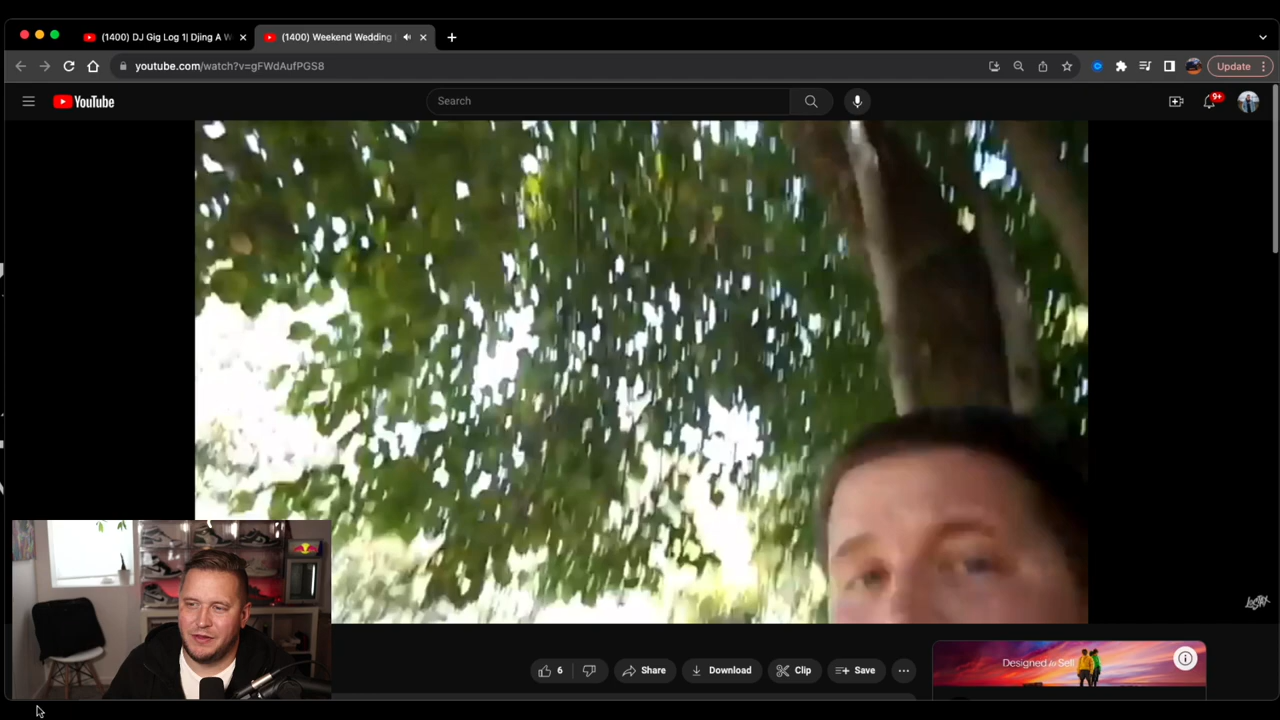 (1400) DJ Gig Log 1| Djing A W
(1400) Weekend Wedding
youtube.com/watch?v=gFWdAufPGS8
Update
YouTube
Search
9+
6
Share
Download
Clip
Save
Designed to Sell